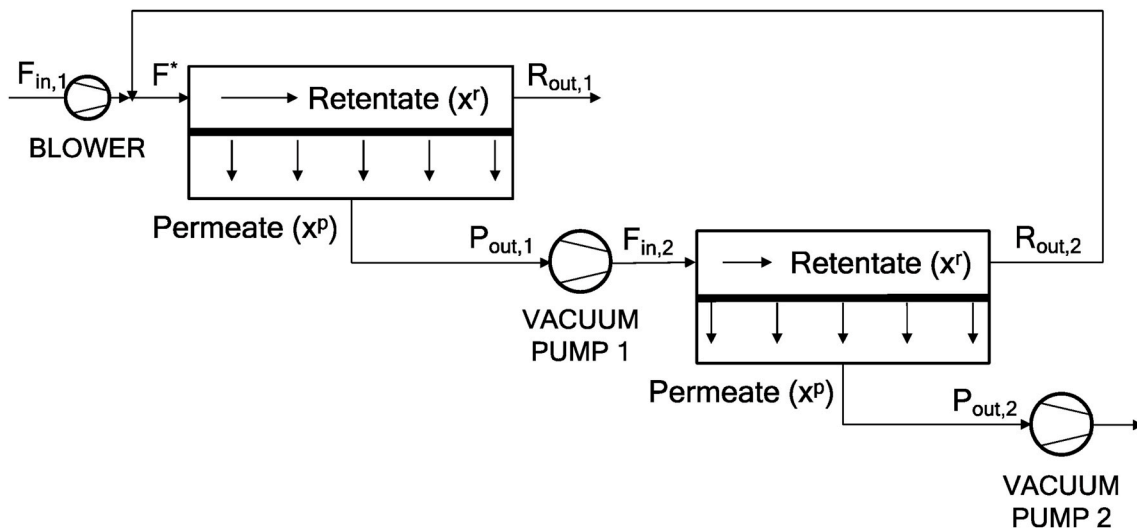 F_in,1
BLOWER
F*
Retentate (x^r)
R_out,1
Permeate (x^p)
P_out,1
VACUUM
PUMP 1
F_in,2
Retentate (x^r)
R_out,2
Permeate (x^p)
P_out,2
VACUUM
PUMP 2